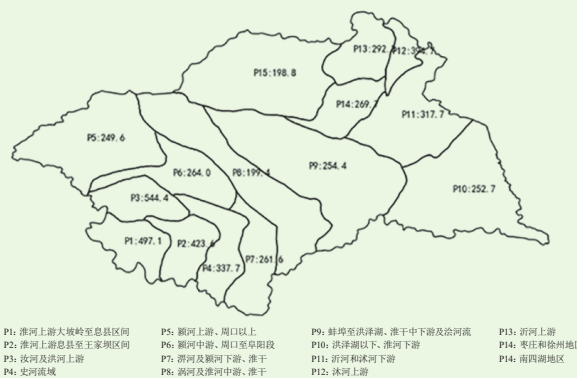 P13:292.
P12:394.7
P15:198.8
P14:269.
P11:317.7
P5:249.6
P6:264.0
P8:199.4
P9:254.4
P3:544.4
P10:252.7
P1:497.1
P2:423.6
P4:337.7
P7:261.6
P1: 淮河上游大坡岭至息县区间
P5: 颍河上游、周口以上
P9: 蚌埠至洪泽湖、淮干中下游及浍河流
P13: 沂河上游
P2: 淮河上游息县至王家坝区间
P6: 颍河中游、周口至阜阳段
P10: 洪泽湖以下、淮河下游
P14: 枣庄和徐州地区
P3: 汝河及洪河上游
P7: 淠河及颍河下游、淮干
P11: 沂河和沭河下游
P14: 南四湖地区
P4: 史河流域
P8: 涡河及淮河中游、淮干
P12: 沭河上游